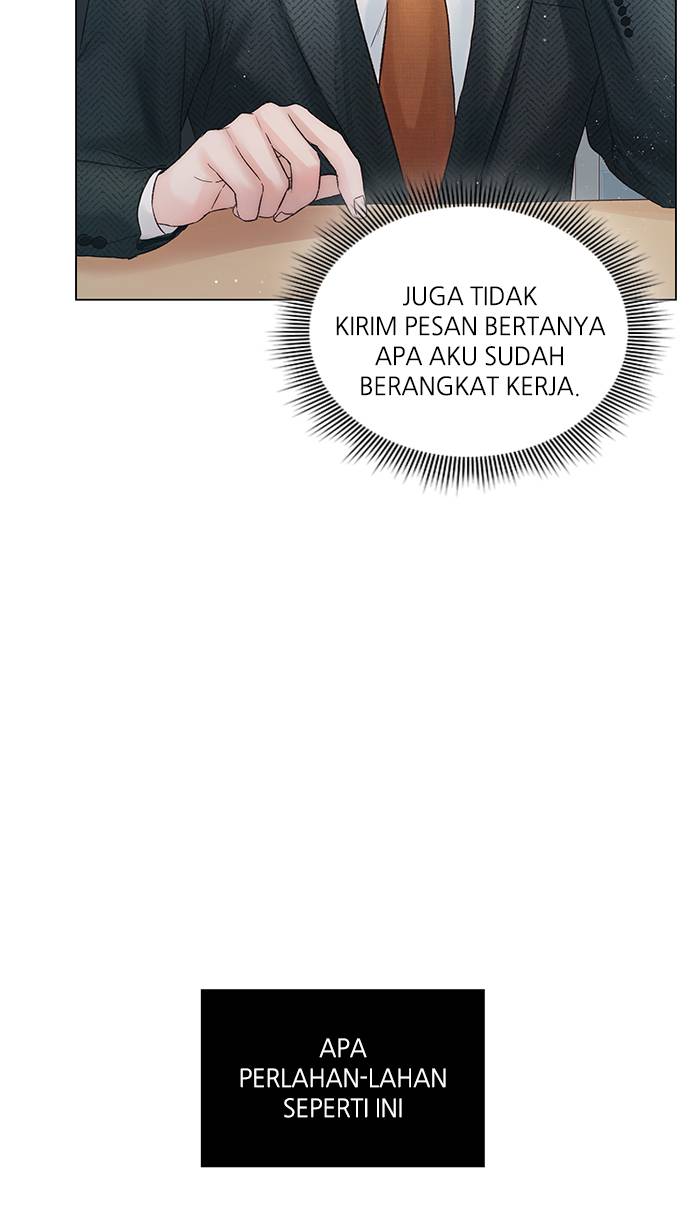 JUGA TIDAK
KIRIM PESAN BERTANYA
APA AKU SUDAH
BERANGKAT KERJA.
APA
PERLAHAN-LAHAN
SEPERTI INI